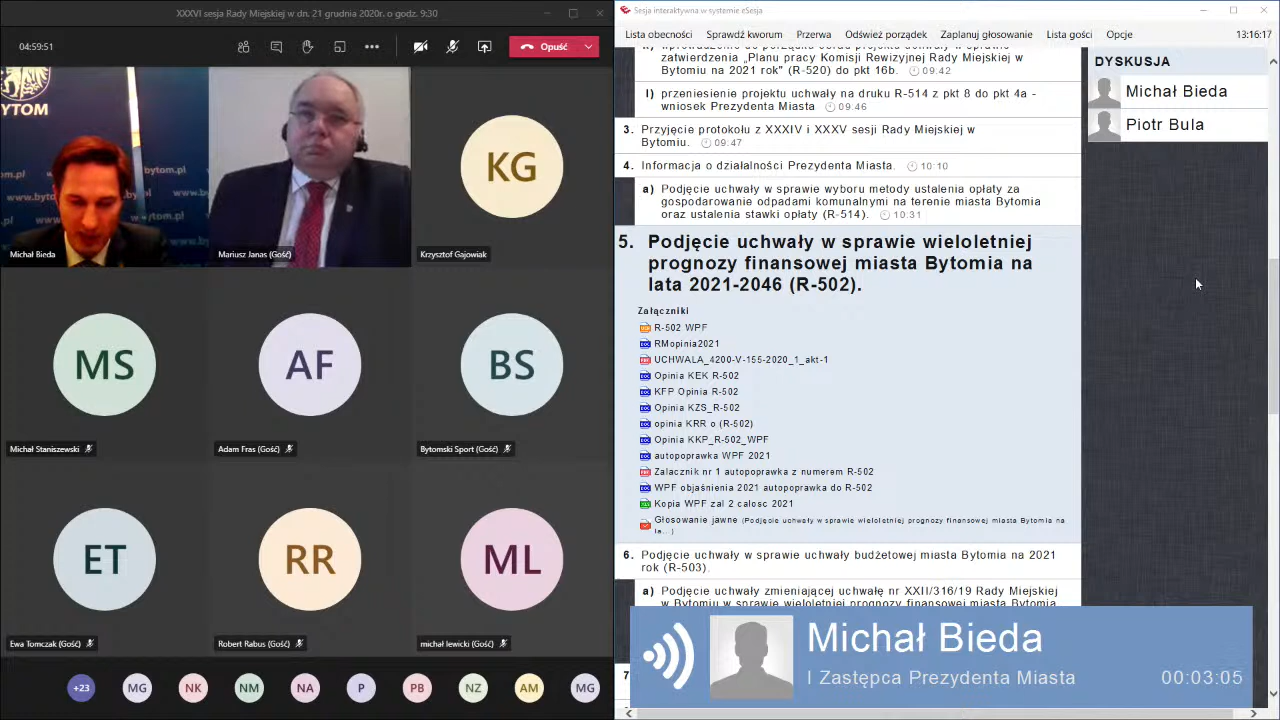 XXXVI sesja Rady Miejskiej w dn. 21 grudnia 2020r. o godz. 9:30
04:59:51
Opuść
BYTOM
www.bytom.pl
Michał Bieda
Mariusz Janas (Gość)
KG
Krzysztof Gajowiak
MS
Michał Staniszewski
AF
Adam Fras (Gość)
BS
Bytomski Sport (Gość)
ET
Ewa Tomczak (Gość)
RR
Robert Rabus (Gość)
ML
michał lewicki (Gość)
+23
MG
NK
NM
NA
P
PB
NZ
AM
MG
Sesja interaktywna w systemie eSesja
Lista obecności
Sprawdź kworum
Przerwa
Odśwież porządek
Zaplanuj głosowanie
Lista gości
Opcje
13:16:17
zatwierdzenia „Planu pracy Komisji Rewizyjnej Rady Miejskiej w
Bytomiu na 2021 rok" (R-520) do pkt 16b. 09:42
l) przeniesienie projektu uchwały na druku R-514 z pkt 8 do pkt 4a -
wniosek Prezydenta Miasta 09:46
3. Przyjęcie protokołu z XXXIV i XXXV sesji Rady Miejskiej w
Bytomiu. 09:47
4. Informacja o działalności Prezydenta Miasta. 10:10
a) Podjęcie uchwały w sprawie wyboru metody ustalenia opłaty za
gospodarowanie odpadami komunalnymi na terenie miasta Bytomia
oraz ustalenia stawki opłaty (R-514). 10:31
5. Podjęcie uchwały w sprawie wieloletniej
prognozy finansowej miasta Bytomia na
lata 2021-2046 (R-502).
Załączniki
R-502 WPF
RMopinia2021
UCHWALA_4200-V-155-2020_1_akt-1
Opinia KEK R-502
KFP Opinia R-502
Opinia KZS_R-502
opinia KRR o (R-502)
Opinia KKP_R-502_WPF
autopoprawka WPF 2021
Zalacznik nr 1 autopoprawka z numerem R-502
WPF objaśnienia 2021 autopoprawka do R-502
Kopia WPF zal 2 calosc 2021
Głosowanie jawne (Podjęcie uchwały w sprawie wieloletniej prognozy finansowej miasta Bytomia na
la...)
6. Podjęcie uchwały w sprawie uchwały budżetowej miasta Bytomia na 2021
rok (R-503).
a) Podjęcie uchwały zmieniającej uchwałę nr XXII/316/19 Rady Miejskiej
w Bytomiu w sprawie wieloletniej prognozy finansowej miasta Bytomia
7
DYSKUSJA
Michał Bieda
Piotr Bula
Michał Bieda
I Zastępca Prezydenta Miasta
00:03:05